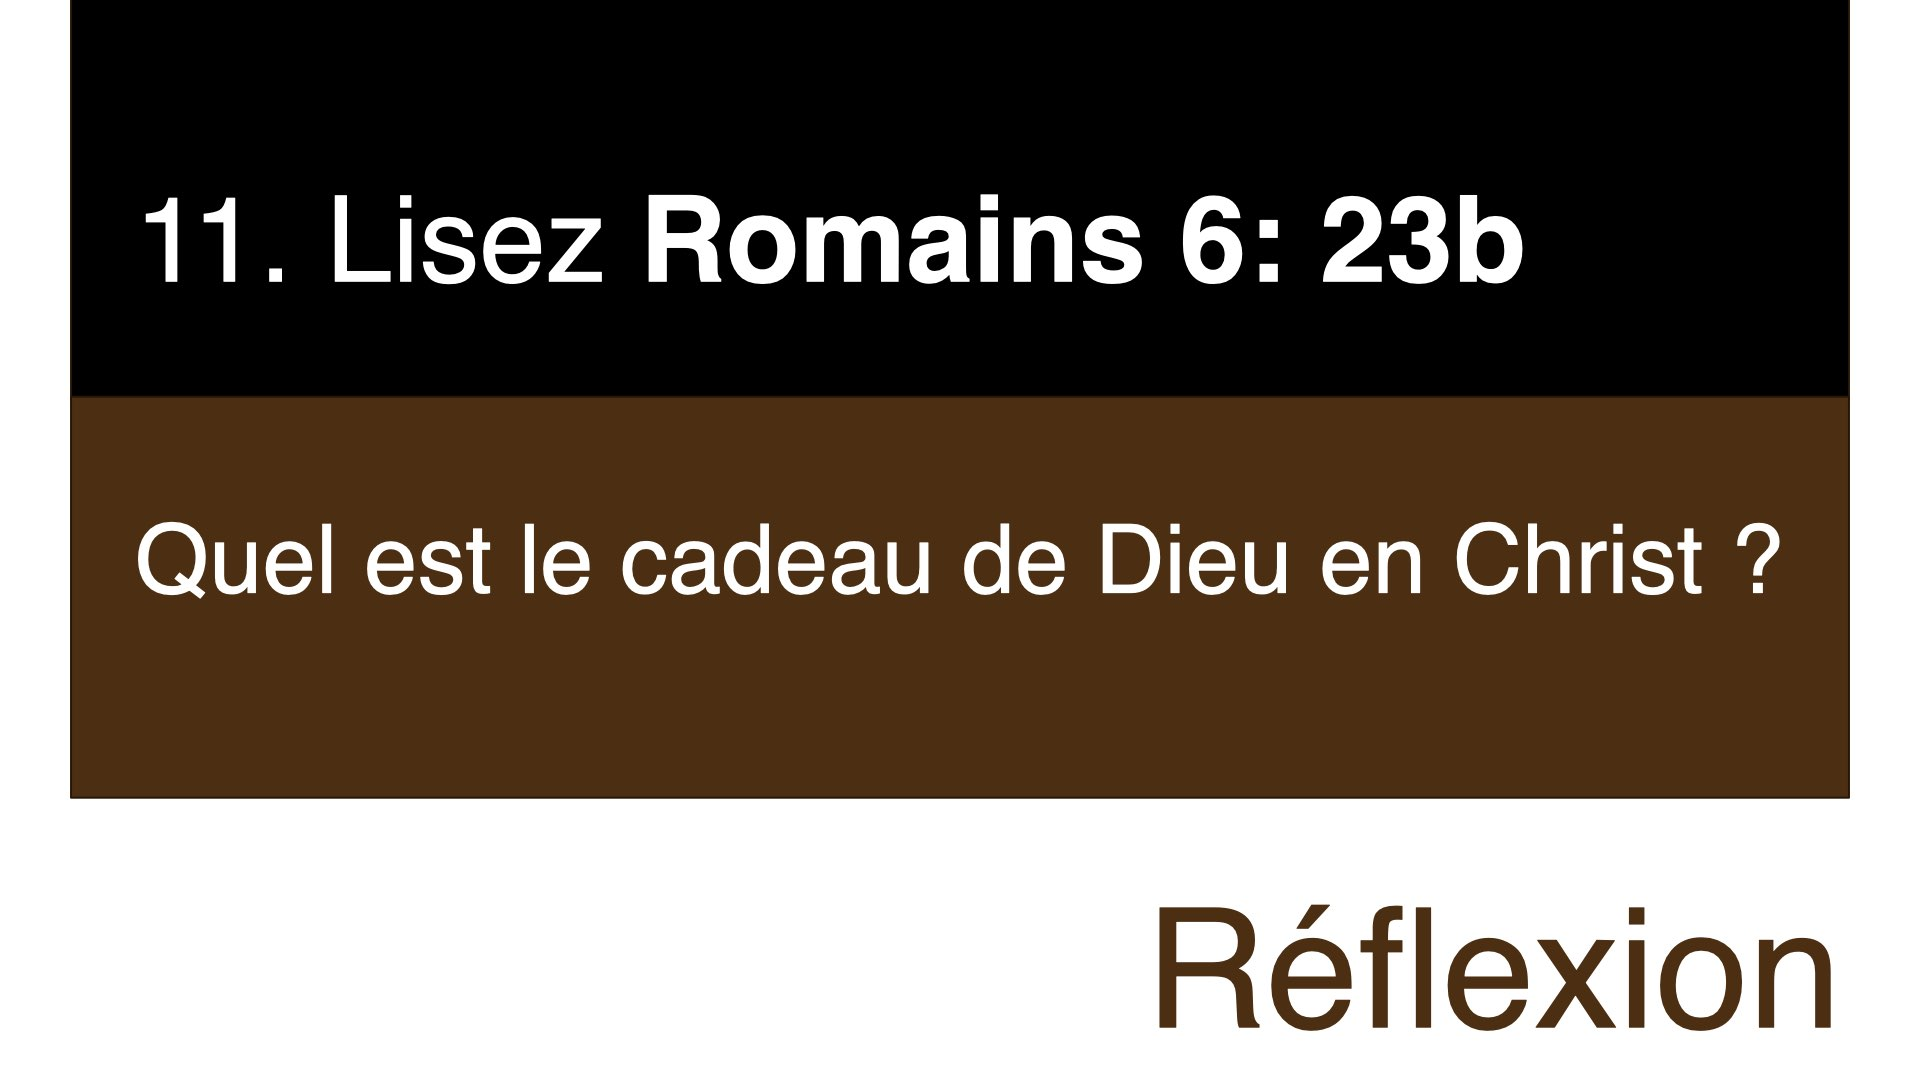 11. Lisez Romains 6: 23b
Quel est le cadeau de Dieu en Christ ?
Réflexion